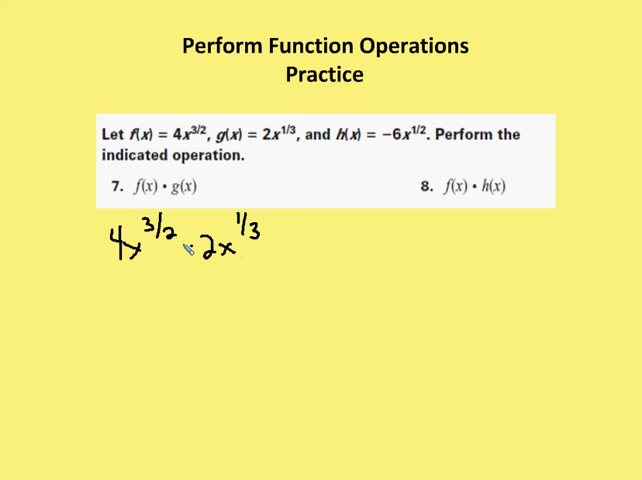 Perform Function Operations
Practice
Let f(x) = 4x^{3/2}, g(x) = 2x^{1/3}, and h(x) = −6x^{1/2}. Perform the
indicated operation.
7. f(x) • g(x) 8. f(x) • h(x)
4x^{3/2} · 2x^{1/3}